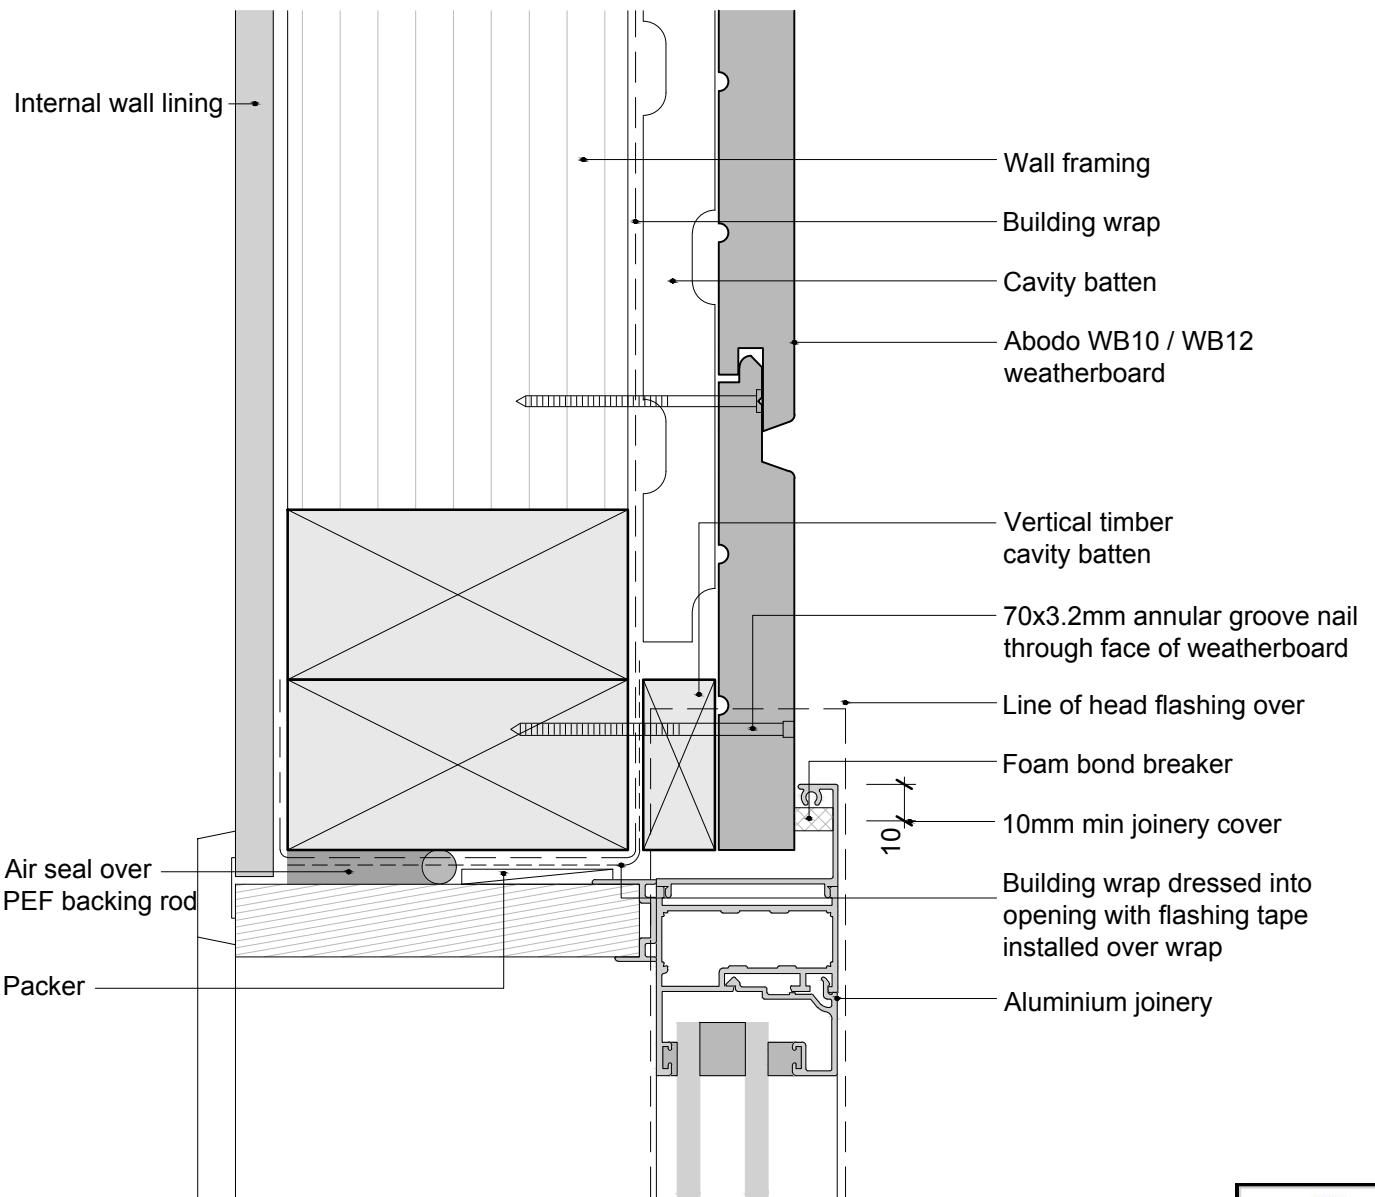 Internal wall lining
Wall framing
Building wrap
Cavity batten
Abodo WB10 / WB12
weatherboard
Vertical timber
cavity batten
70x3.2mm annular groove nail
through face of weatherboard
Line of head flashing over
Foam bond breaker
10
10mm min joinery cover
Air seal over
PEF backing rod
Building wrap dressed into
opening with flashing tape
installed over wrap
Packer
Aluminium joinery